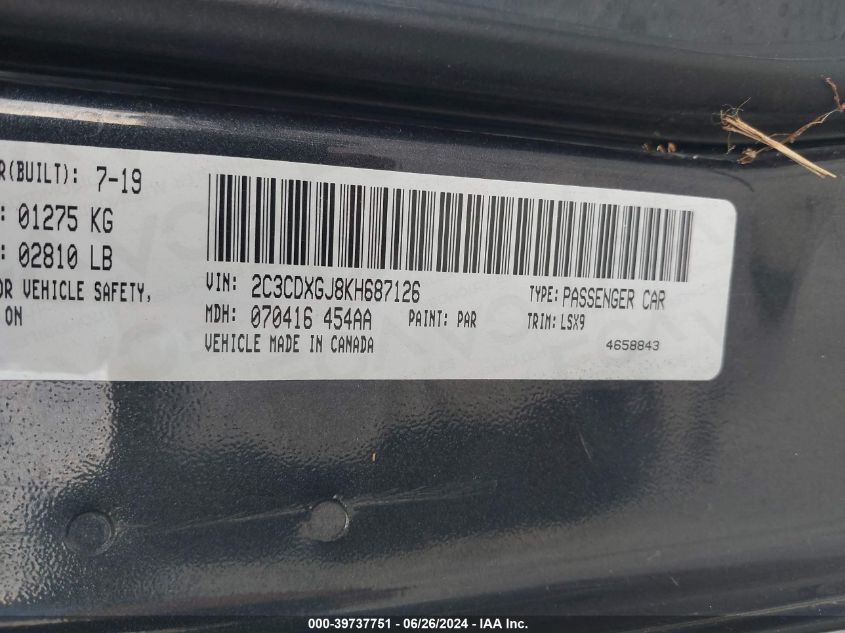 R(BUILT): 7-19
: 01275 KG
: 02810 LB
OR VEHICLE SAFETY,
ON
VIN: 2C3CDXGJ8KH687126 TYPE: PASSENGER CAR
MDH: 070416 454AA PAINT: PAR TRIM: LSX9
VEHICLE MADE IN CANADA 4658843
000-39737751 | 06/26/2024 - IAA Inc.